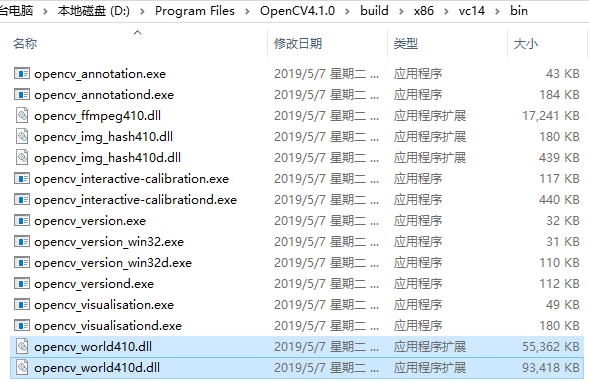 台电脑 > 本地磁盘 (D:) > Program Files > OpenCV4.1.0 > build > x86 > vc14 > bin
名称 修改日期 类型 大小
opencv_annotation.exe 2019/5/7 星期二 ... 应用程序 43 KB
opencv_annotationd.exe 2019/5/7 星期二 ... 应用程序 184 KB
opencv_ffmpeg410.dll 2019/5/7 星期二 ... 应用程序扩展 17,241 KB
opencv_img_hash410.dll 2019/5/7 星期二 ... 应用程序扩展 180 KB
opencv_img_hash410d.dll 2019/5/7 星期二 ... 应用程序扩展 439 KB
opencv_interactive-calibration.exe 2019/5/7 星期二 ... 应用程序 117 KB
opencv_interactive-calibrationd.exe 2019/5/7 星期二 ... 应用程序 440 KB
opencv_version.exe 2019/5/7 星期二 ... 应用程序 32 KB
opencv_version_win32.exe 2019/5/7 星期二 ... 应用程序 31 KB
opencv_version_win32d.exe 2019/5/7 星期二 ... 应用程序 110 KB
opencv_versiond.exe 2019/5/7 星期二 ... 应用程序 112 KB
opencv_visualisation.exe 2019/5/7 星期二 ... 应用程序 49 KB
opencv_visualisationd.exe 2019/5/7 星期二 ... 应用程序 180 KB
opencv_world410.dll 2019/5/7 星期二 ... 应用程序扩展 55,362 KB
opencv_world410d.dll 2019/5/7 星期二 ... 应用程序扩展 93,418 KB